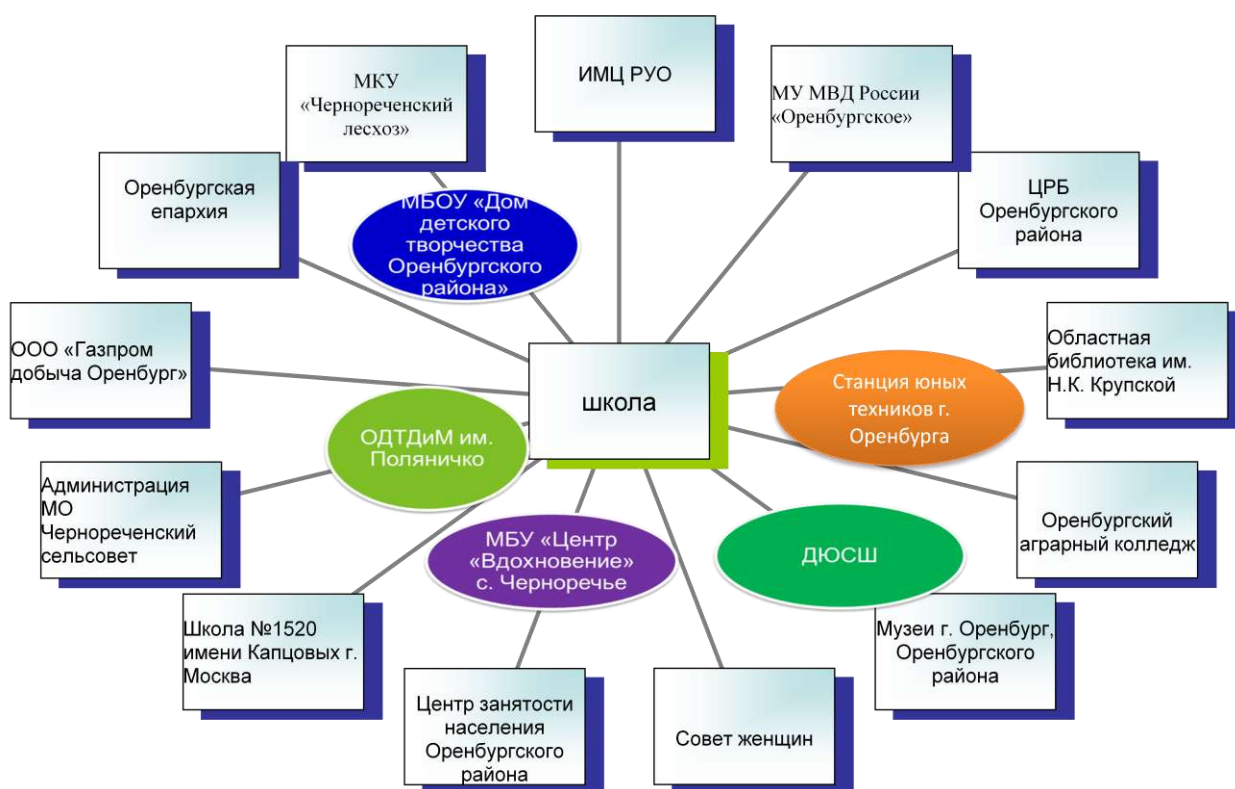 ИМЦ РУО
МКУ
«Чернореченский
лесхоз»
МУ МВД России
«Оренбургское»
Оренбургская
епархия
МБОУ «Дом
детского
творчества
Оренбургского
района»
ЦРБ
Оренбургского
района
ООО «Газпром
добыча Оренбург»
школа
Областная
библиотека им.
Н.К. Крупской
Станция юных
техников г.
Оренбурга
ОДТДиМ им.
Поляничко
Администрация
МО
Чернореченский
сельсовет
Оренбургский
аграрный колледж
МБУ «Центр
«Вдохновение»
с. Черноречье
ДЮСШ
Школа №1520
имени Капцовых г.
Москва
Музеи г. Оренбург,
Оренбургского
района
Центр занятости
населения
Оренбургского
района
Совет женщин